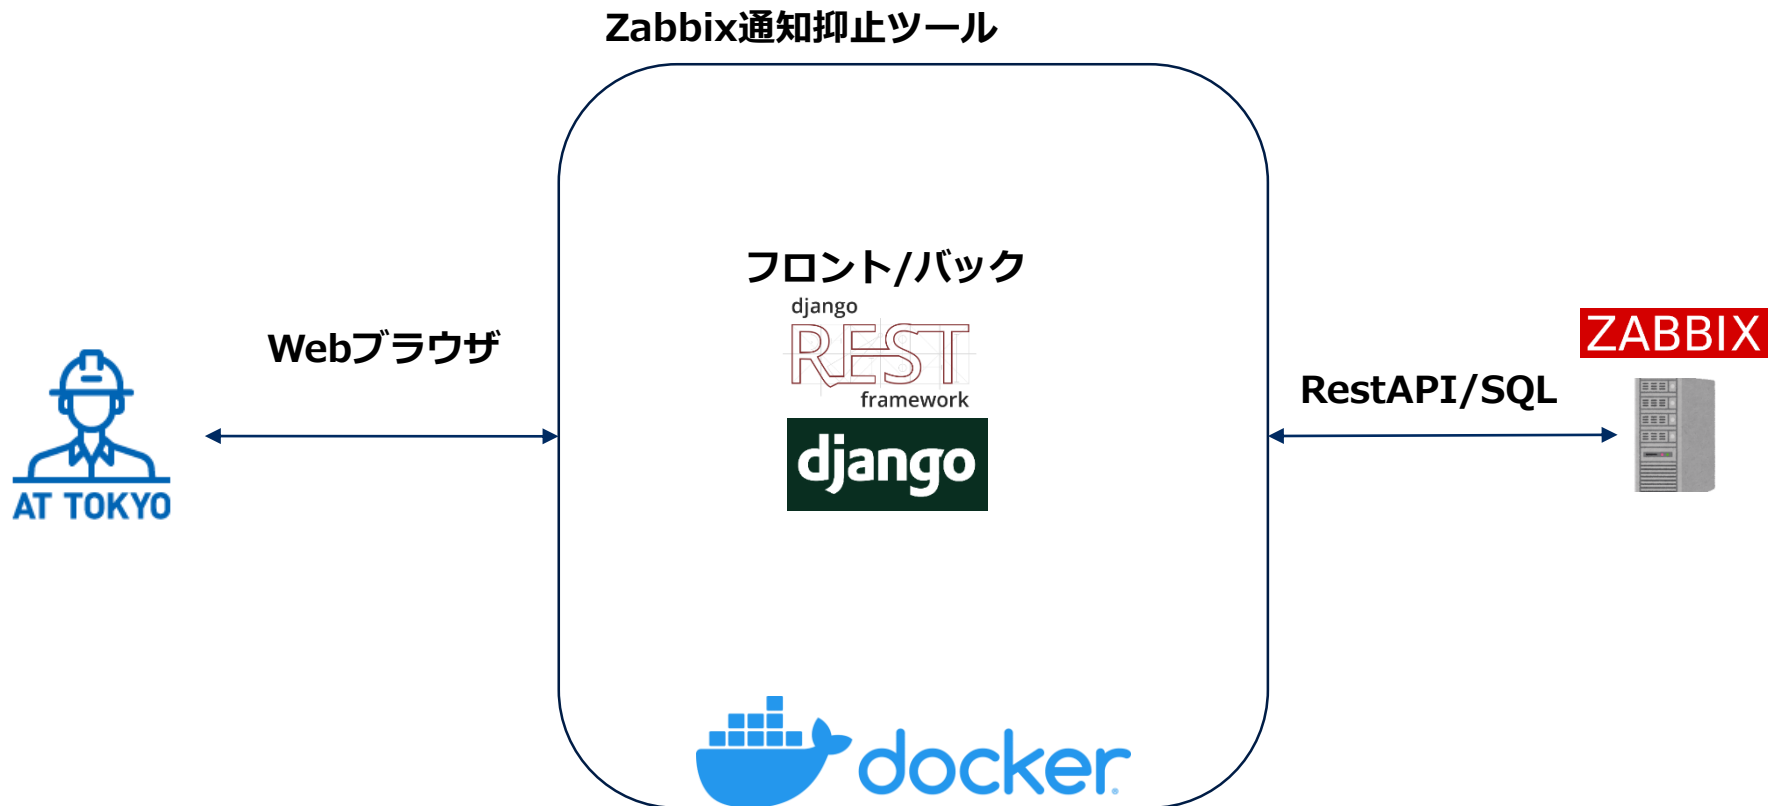 Zabbix通知抑止ツール
フロント/バック
django
REST
framework
django
Webブラウザ
AT TOKYO
ZABBIX
RestAPI/SQL
docker